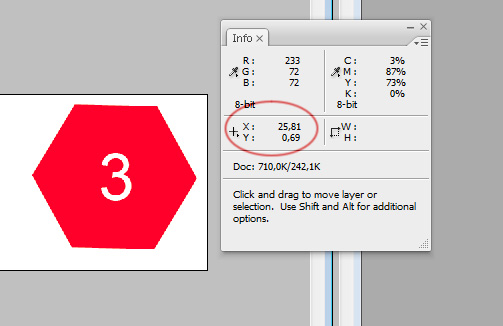 3
Info ×
R : 233
G : 72
B : 72
8-bit
C : 3%
M : 87%
Y : 73%
K : 0%
8-bit
X : 25,81
Y : 0,69
W :
H :
Doc: 710,0K/242,1K
Click and drag to move layer or
selection. Use Shift and Alt for additional
options.